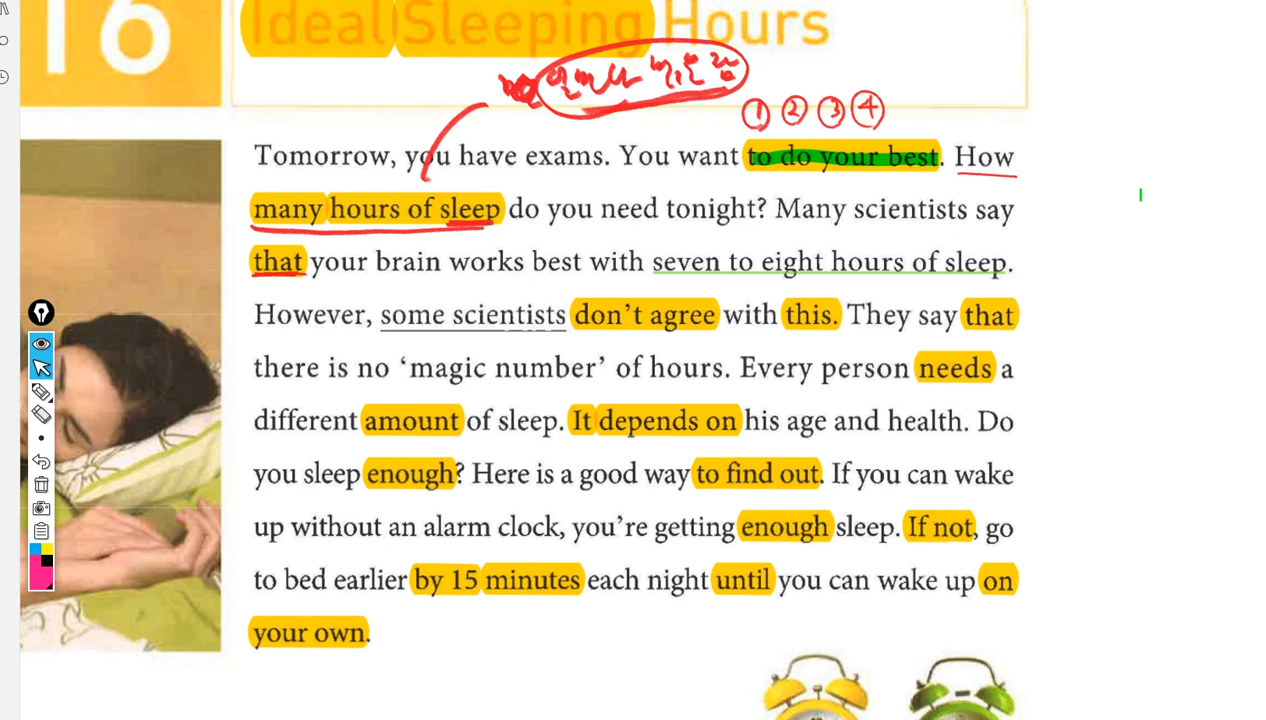 16
Ideal Sleeping Hours
① ② ③ ④
Tomorrow, you have exams. You want to do your best. How
many hours of sleep do you need tonight? Many scientists say
that your brain works best with seven to eight hours of sleep.
However, some scientists don't agree with this. They say that
there is no ‘magic number’ of hours. Every person needs a
different amount of sleep. It depends on his age and health. Do
you sleep enough? Here is a good way to find out. If you can wake
up without an alarm clock, you're getting enough sleep. If not, go
to bed earlier by 15 minutes each night until you can wake up on
your own.